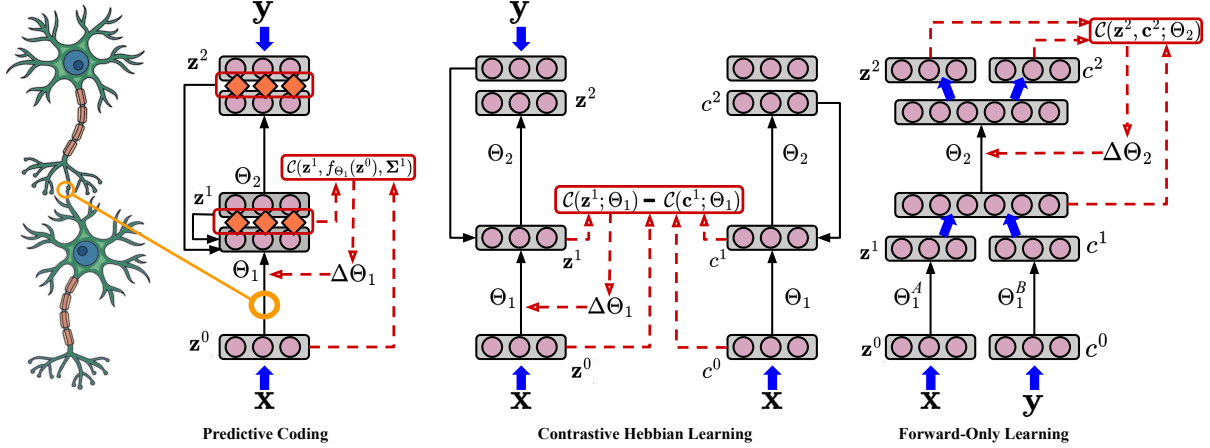 y
z²
C(z¹, f_Θ₁(z⁰), Σ¹)
Θ₂
z¹
Θ₁
ΔΘ₁
z⁰
x
Predictive Coding
y
z²
c²
Θ₂
Θ₂
C(z¹; Θ₁) – C(c¹; Θ₁)
z¹
c¹
Θ₁
ΔΘ₁
Θ₁
z⁰
c⁰
x
x
Contrastive Hebbian Learning
C(z², c²; Θ₂)
z²
c²
Θ₂
ΔΘ₂
z¹
c¹
Θ₁ᴬ
Θ₁ᴮ
z⁰
c⁰
x
y
Forward-Only Learning